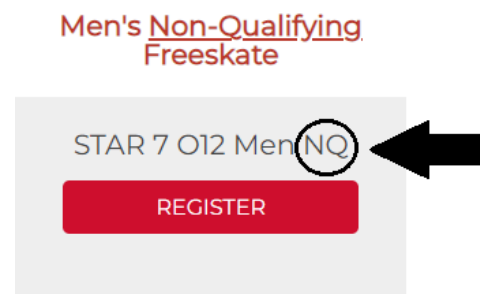 Men's Non-Qualifying
Freeskate
STAR 7 O12 Men NQ
REGISTER